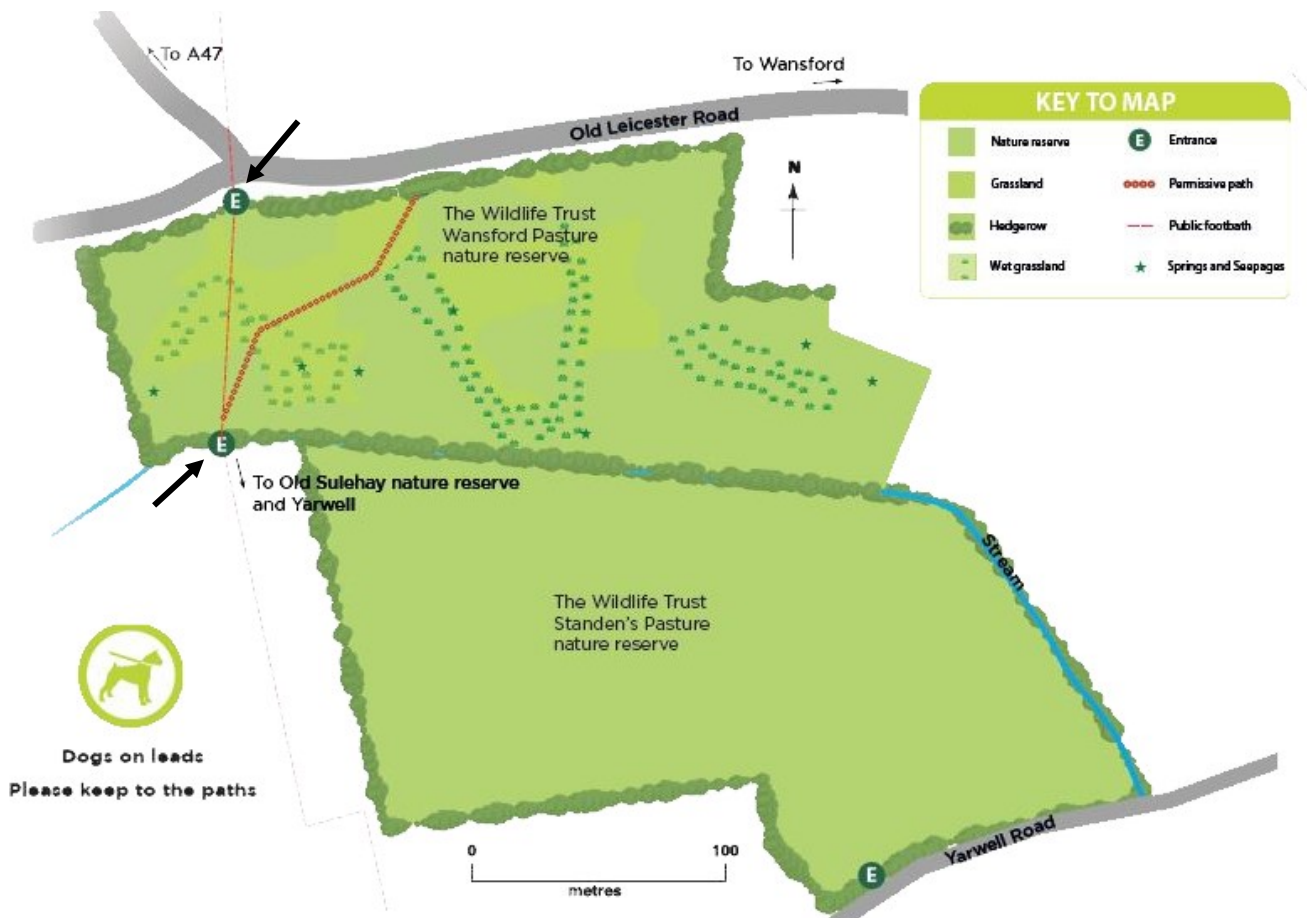 To A47
To Wansford
Old Leicester Road
KEY TO MAP
Nature reserve
E
Entrance
Grassland
Permissive path
Hedgerow
Public footbath
Wet grassland
Springs and Seepages
N
E
The Wildlife Trust
Wansford Pasture
nature reserve
E
To Old Sulehay nature reserve
and Yarwell
Stream
The Wildlife Trust
Standen's Pasture
nature reserve
Dogs on leads
Please keep to the paths
0 100
metres
Yarwell Road
E